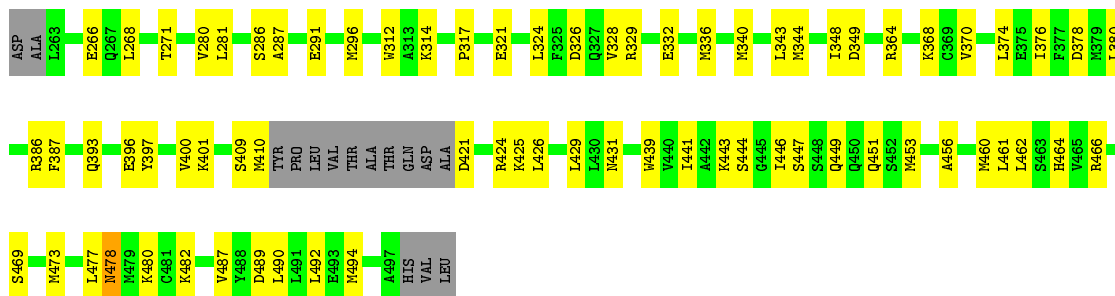 ASP ALA L263 E266 Q267 L268 T271 V280 L281 S286 A287 E291 M296 W312 A313 K314 P317 E321 L324 F325 D326 Q327 V328 R329 E332 M336 M340 L343 M344 I348 D349 R364 K368 C369 V370 L374 E375 I376 F377 D378 M379 L380
R386 F387 Q393 E396 Y397 V400 K401 S409 M410 TYR PRO LEU VAL THR ALA THR GLN ASP ALA D421 R424 K425 L426 L429 L430 N431 W439 V440 I441 A442 K443 S444 G445 I446 S447 S448 Q449 Q450 Q451 S452 M453 A456 M460 L461 L462 S463 H464 V465 R466
S469 M473 L477 N478 M479 K480 C481 K482 V487 Y488 D489 L490 L491 L492 E493 M494 A497 HIS VAL LEU